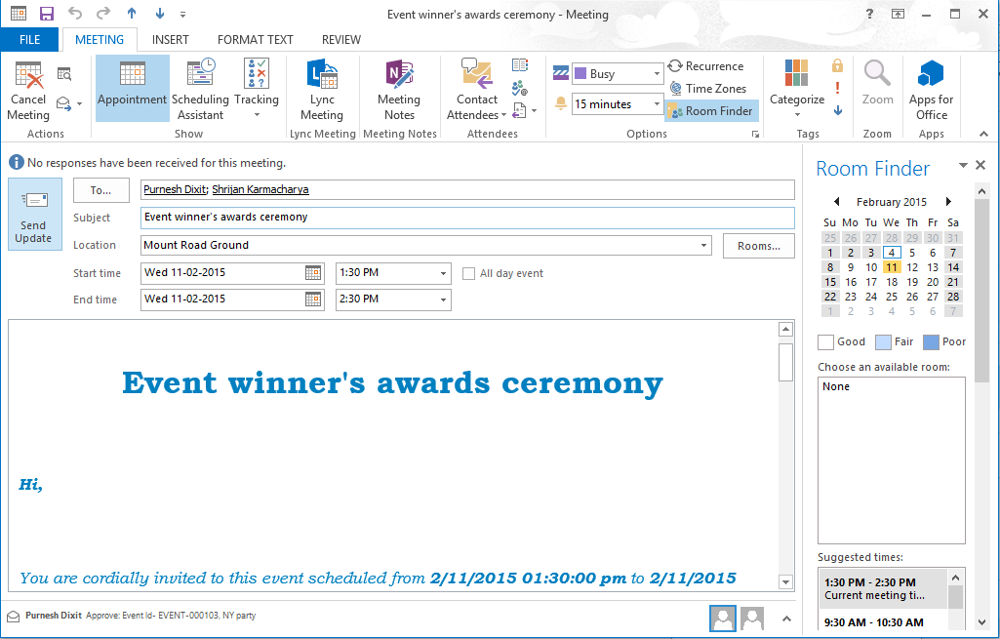 Event winner's awards ceremony - Meeting
?
FILE MEETING INSERT FORMAT TEXT REVIEW
Cancel Meeting
Actions
Appointment
Scheduling Assistant
Tracking
Show
Lync Meeting
Lync Meeting
Meeting Notes
Meeting Notes
Contact Attendees
Attendees
Busy
15 minutes
Recurrence
Time Zones
Room Finder
Options
Categorize
Tags
Zoom
Zoom
Apps for Office
Apps
No responses have been received for this meeting.
Send Update
To... Purnesh Dixit; Shrijan Karmacharya
Subject Event winner's awards ceremony
Location Mount Road Ground Rooms...
Start time Wed 11-02-2015 1:30 PM All day event
End time Wed 11-02-2015 2:30 PM
Event winner's awards ceremony
Hi,
You are cordially invited to this event scheduled from 2/11/2015 01:30:00 pm to 2/11/2015
Purnesh Dixit Approve: Event Id- EVENT-000103, NY party
Room Finder
February 2015
Su Mo Tu We Th Fr Sa
25 26 27 28 29 30 31
1 2 3 4 5 6 7
8 9 10 11 12 13 14
15 16 17 18 19 20 21
22 23 24 25 26 27 28
1 2 3 4 5 6 7
Good Fair Poor
Choose an available room:
None
Suggested times:
1:30 PM - 2:30 PM
Current meeting ti...
9:30 AM - 10:30 AM